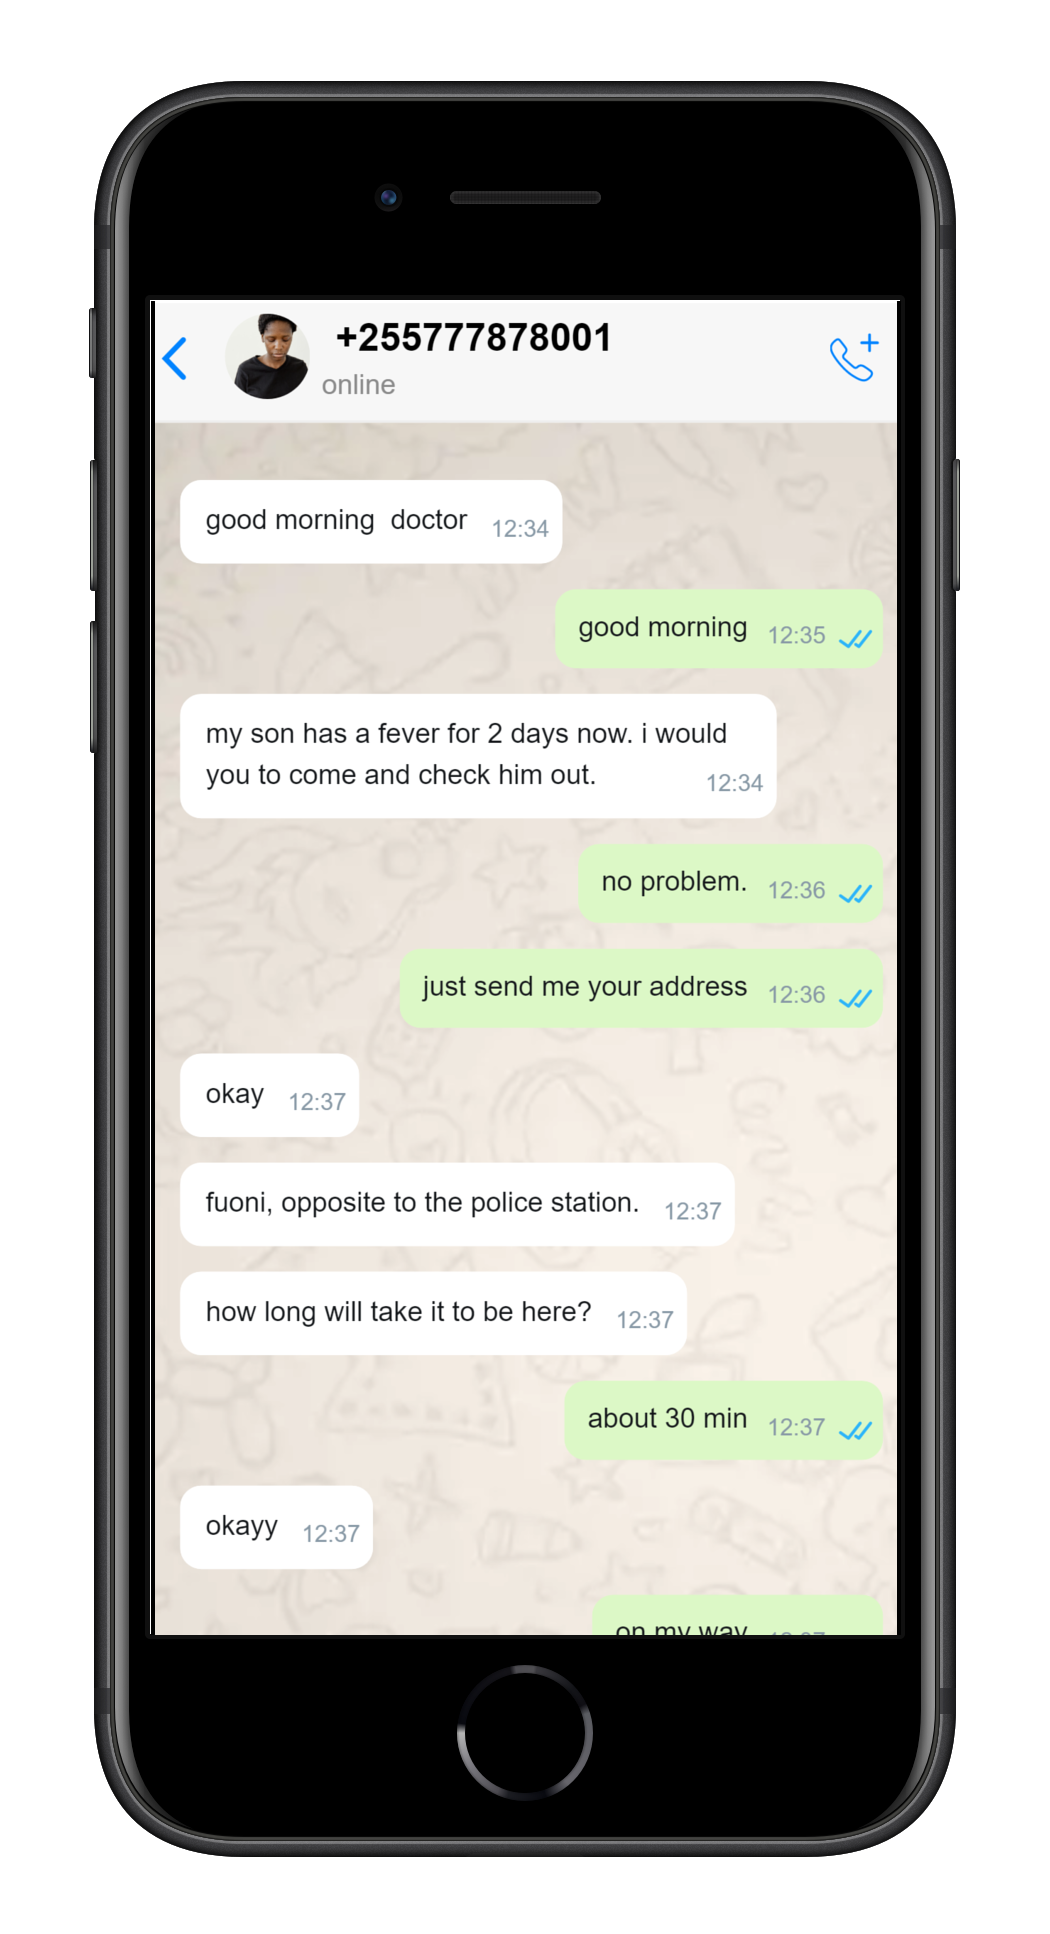 +255777878001
online
good morning  doctor 12:34
good morning 12:35
my son has a fever for 2 days now. i would
you to come and check him out. 12:34
no problem. 12:36
just send me your address 12:36
okay 12:37
fuoni, opposite to the police station. 12:37
how long will take it to be here? 12:37
about 30 min 12:37
okayy 12:37
on my way